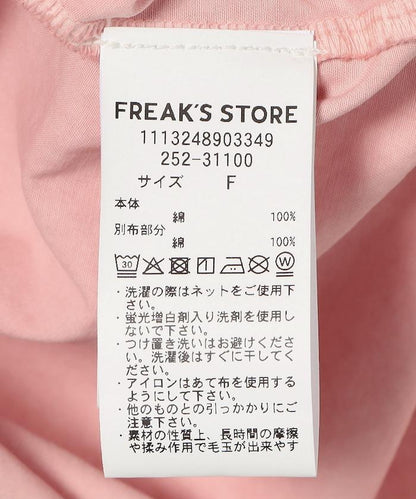 FREAK'S STORE
1113248903349
252-31100
サイズ F
本体
綿 100%
別布部分
綿 100%
30 W
・洗濯の際はネットをご使用下
さい。
・蛍光増白剤入り洗剤を使用し
ないで下さい。
・つけ置き洗いはお避けくださ
い。洗濯後はすぐに干してく
ださい。
・アイロンはあて布を使用する
ようにして下さい。
・他のものとの引っかかりにご
注意下さい。
・素材の性質上、長時間の摩擦
や揉み作用で毛玉が出来やす